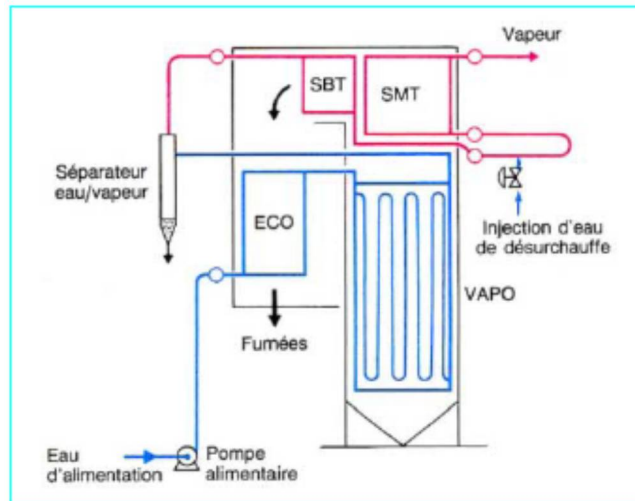 Vapeur
SBT
SMT
Séparateur
eau/vapeur
Injection d'eau
de désurchauffe
ECO
VAPO
Fumées
Eau
d'alimentation
Pompe
alimentaire